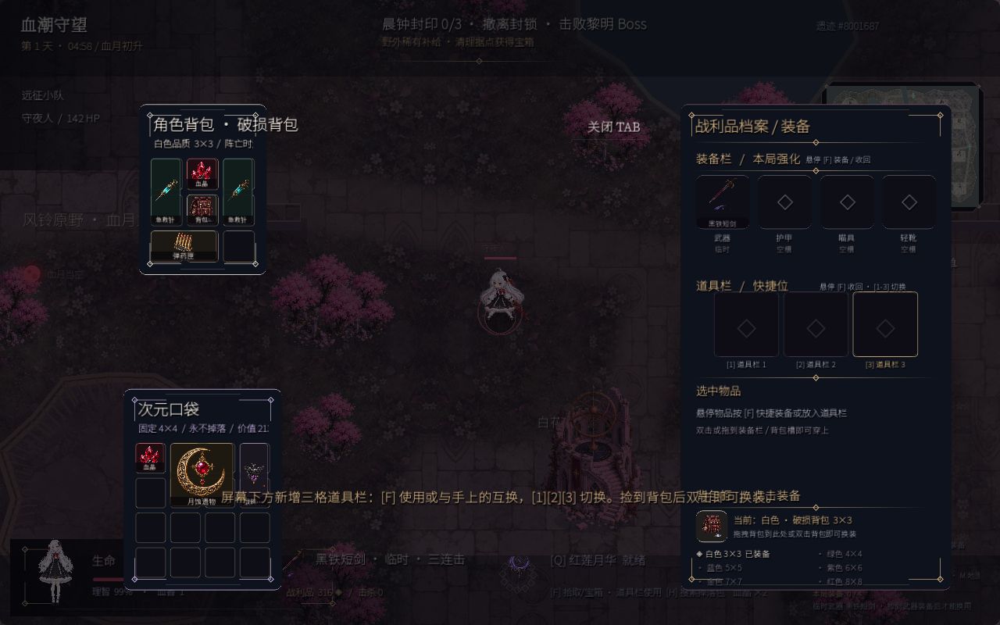 血潮守望
第 1 天 · 04:58 / 血月初升
晨钟封印 0/3 · 撤离封锁 · 击败黎明 Boss
野外稀有补给 · 清理据点获得宝箱
遗迹 #8001687
远征小队
守夜人 / 142 HP
角色背包 · 破损背包
白色品质 3×3 / 阵亡时
急救针
血晶
背包
急救针
弹药匣
关闭 TAB
风铃原野 · 血月
战利品档案 / 装备
装备栏 / 本局强化 悬停 [F] 装备 / 收回
黑铁短剑
武器
临时
护甲
空槽
瞄具
空槽
轻靴
空槽
道具栏 / 快捷位
悬停 [F] 收回 · [1-3] 切换
[1] 道具栏 1
[2] 道具栏 2
[3] 道具栏 3
选中物品
悬停物品按 [F] 快捷装备或放入道具栏
双击或拖到装备栏 / 背包槽即可穿上
次元口袋
固定 4×4 / 永不掉落 / 价值 21
血晶
月蚀遗物
白花
屏幕下方新增三格道具栏：[F] 使用或与手上的互换，[1][2][3] 切换。捡到背包后双击即可换装。
当前：白色 · 破损背包 3×3
拖拽背包到此处或双击背包即可换装
◆ 白色 3×3 已装备
· 绿色 4×4
· 蓝色 5×5
· 紫色 6×6
· 金色 7×7
· 红色 8×8
生命
理智 99%
黑铁短剑 · 临时 · 三连击
战利品 316 ◆ / 击杀 0
[Q] 红莲月华 就绪
[F] 拾取/宝箱 · 道具栏使用 [H] 搜索掉落包